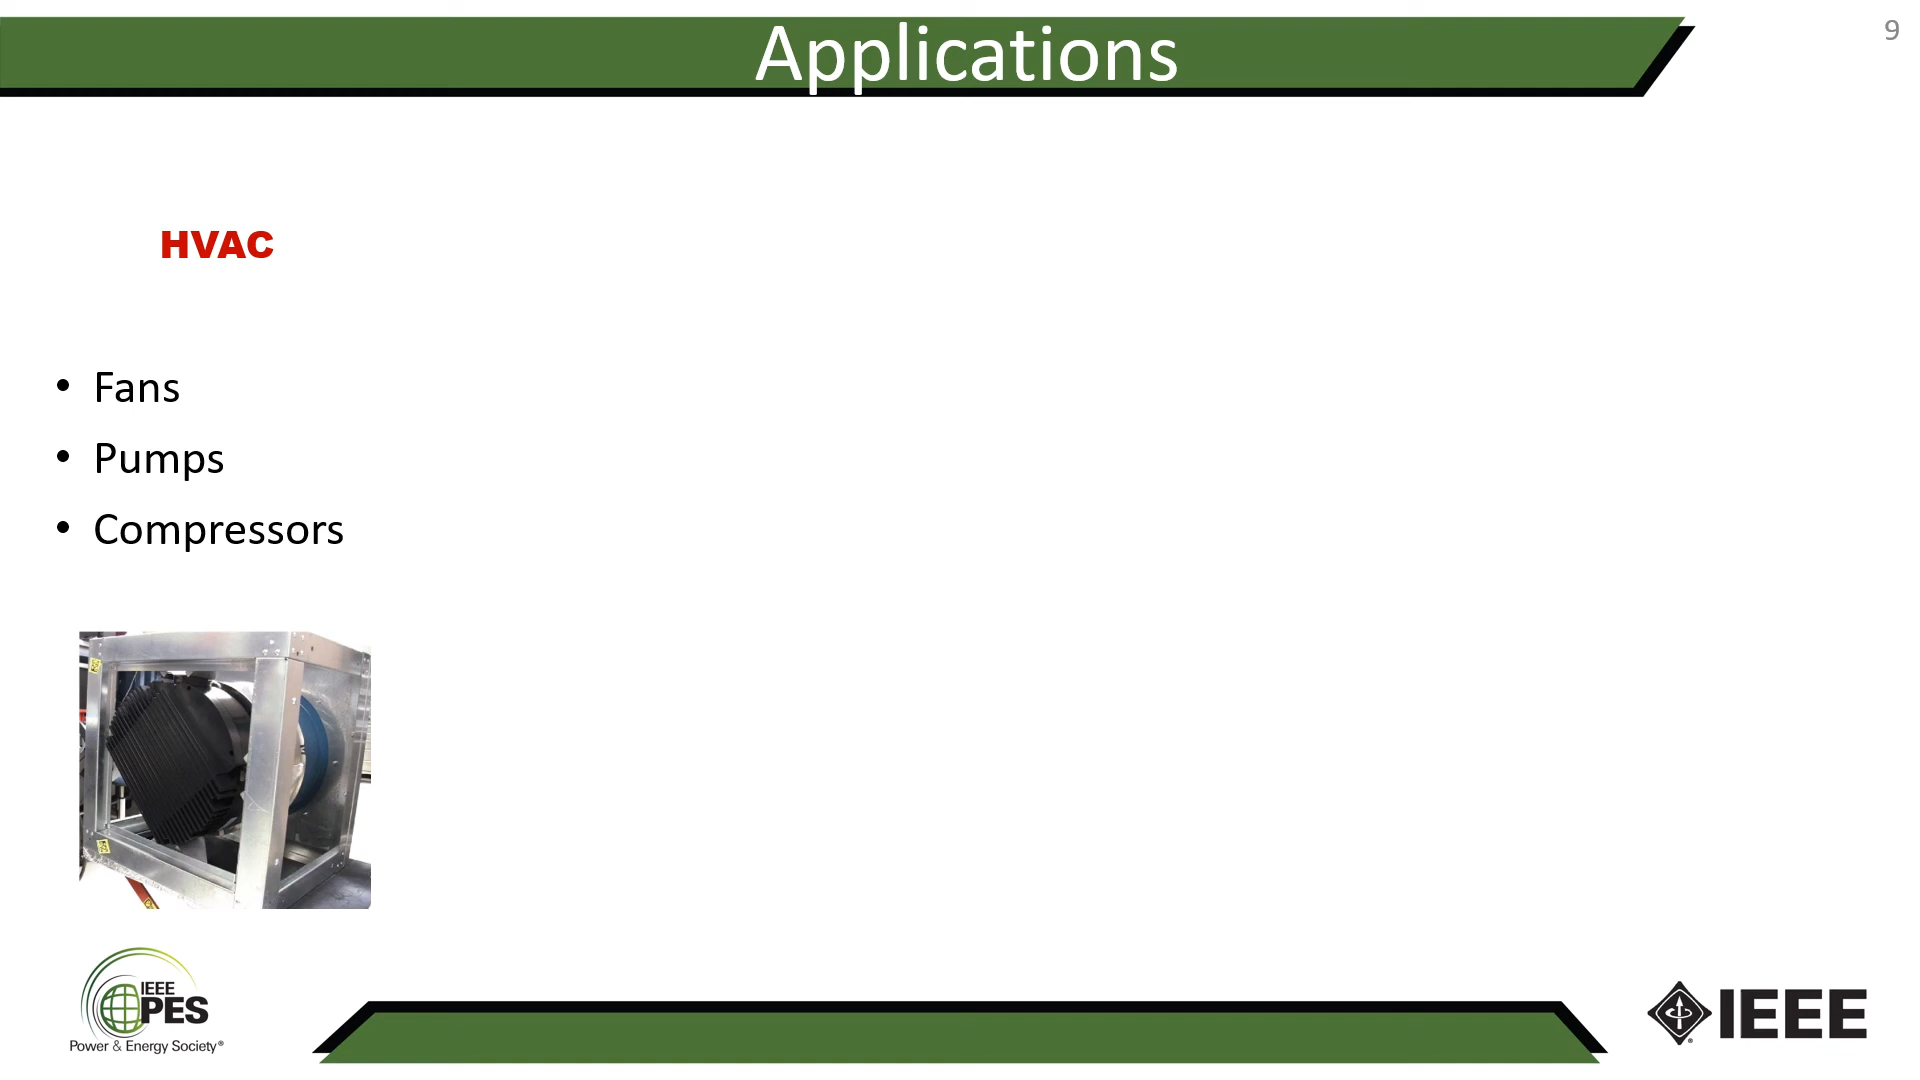 Applications
9
HVAC
• Fans
• Pumps
• Compressors
IEEE
PES
Power & Energy Society®
IEEE